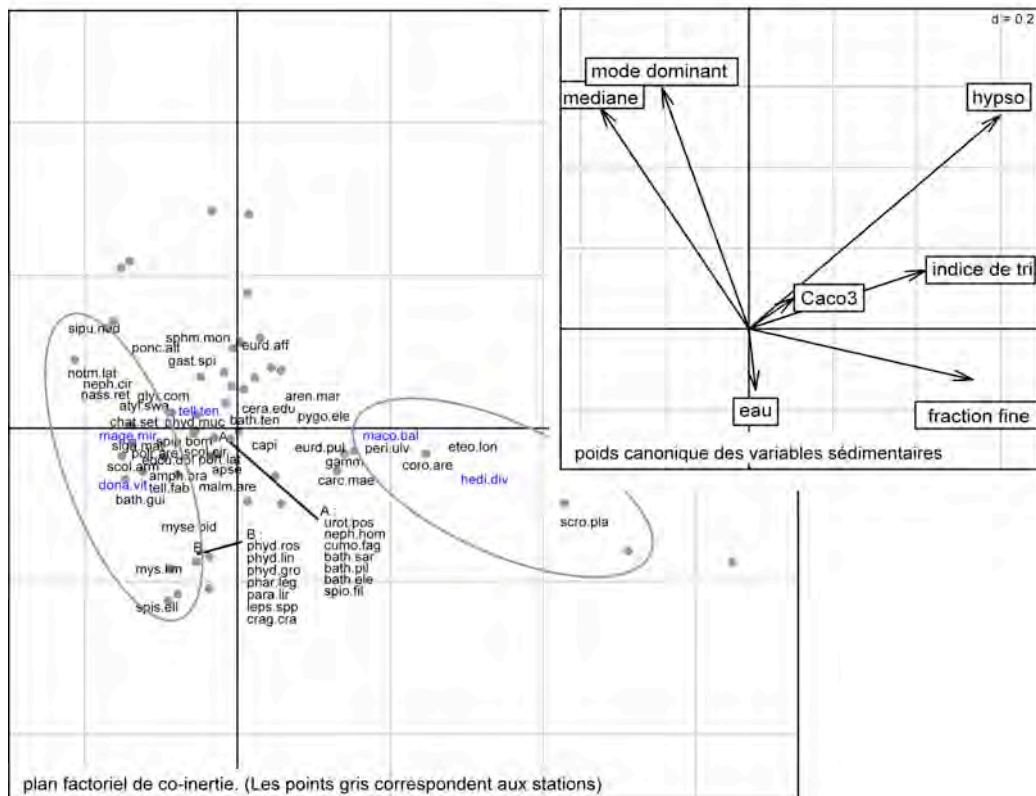 d = 0.2
mode dominant
mediane
hypso
indice de tri
Caco3
eau
fraction fine
poids canonique des variables sédimentaires
sipu.nud
sphm.mon
ponc.alt
eurd.aff
gast.spi
notm.lat
neph.cir
nass.ret
glyi.com
aren.mar
atyl.swa
tell.ten
cera.edu
pygo.ele
chat.set
phyd.muc
bath.ten
mage.mir
A
capi
maco.bal
eurd.pul
peri.ulv
eteo.lon
gamm
coro.are
scol.arm
apse
carc.mae
hedi.div
amph.bra
dona.vit
tell.fab
malm.are
bath.gui
scro.pla
myse.bid
B
mys.lim
spis.ell
A :
urot.pos
neph.hom
cumo.fag
bath.sar
bath.pil
bath.ele
spio.fil
B :
phyd.ros
phyd.lin
phyd.gro
phar.leg
para.lir
leps.spp
crag.cra
plan factoriel de co-inertie. (Les points gris correspondent aux stations)